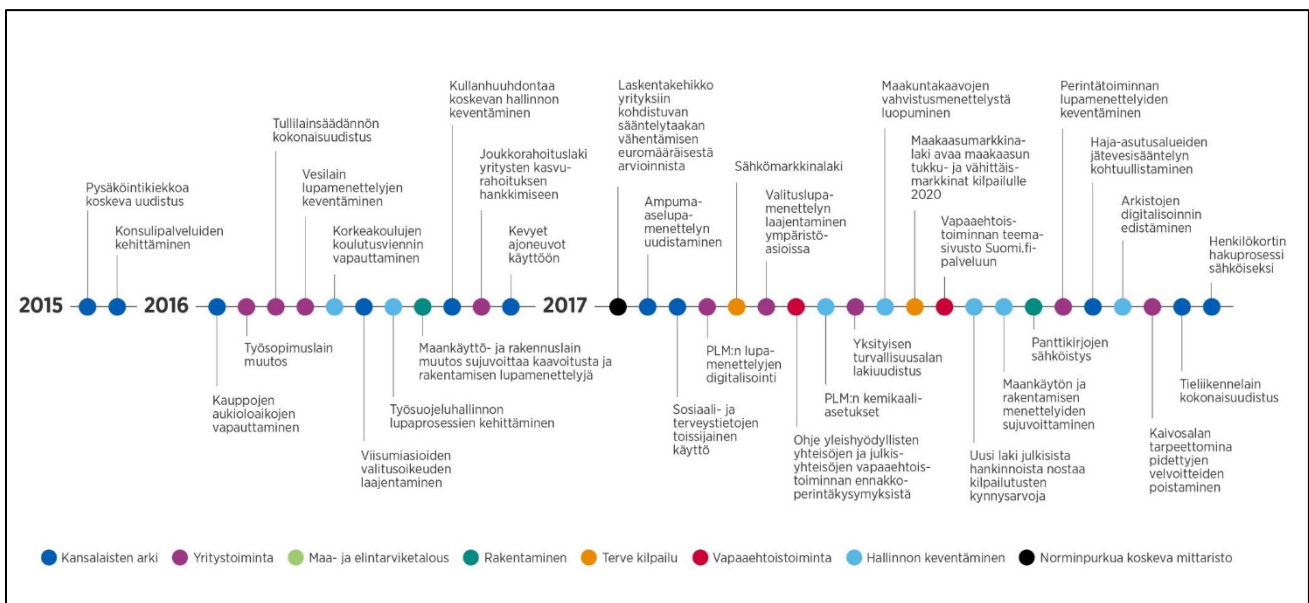 Pysäköintikiekkoa
koskeva uudistus
Konsulipalveluiden
kehittäminen
Tullilainsäädännön
kokonaisuudistus
Vesilain
lupamenettelyjen
keventäminen
Korkeakoulujen
koulutusviennin
vapauttaminen
Kullanhuuhdontaa
koskevan hallinnon
keventäminen
Joukkorahoituslaki
yritysten kasvu-
rahoituksen
hankkimiseen
Kevyet
ajoneuvot
käyttöön
Laskentakehikko
yrityksiin
kohdistuvan
sääntelytaakan
vähentämisen
euromääräisestä
arvioinnista
Ampuma-
aselupa-
menettelyn
uudistaminen
Sähkömarkkinalaki
Valituslupa-
menettelyn
laajentaminen
ympäristö-
asioissa
Maakuntakaavojen
vahvistusmenettelystä
luopuminen
Maakaasumarkkina-
laki avaa maakaasun
tukku- ja vähittäis-
markkinat kilpailulle
2020
Vapaaehtois-
toiminnan teema-
sivusto Suomi.fi-
palveluun
Perintätoiminnan
lupamenettelyiden
keventäminen
Haja-asutusalueiden
jätevesisääntelyn
kohtuullistaminen
Arkistojen
digitalisoinnin
edistäminen
Henkilökortin
hakuprosessi
sähköiseksi
2015
2016
2017
Kauppojen
aukioloaikojen
vapauttaminen
Työsopimuslain
muutos
Viisumiasioiden
valitusoikeuden
laajentaminen
Työsuojeluhallinnon
lupaprosessien kehittäminen
Maankäyttö- ja rakennuslain
muutos sujuvoittaa kaavoitusta ja
rakentamisen lupamenettelyjä
Sosiaali- ja
terveystietojen
toissijainen
käyttö
PLM:n lupa-
menettelyjen
digitalisointi
Ohje yleishyödyllisten
yhteisöjen ja julkis-
yhteisöjen vapaaehtois-
toiminnan ennakko-
perintäkysymyksistä
PLM:n kemikaali-
asetukset
Yksityisen
turvallisuusalan
lakiuudistus
Uusi laki julkisista
hankinnoista nostaa
kilpailutusten
kynnysarvoja
Maankäytön ja
rakentamisen
menettelyiden
sujuvoittaminen
Panttikirjojen
sähköistys
Kaivosalan
tarpeettomina
pidettyjen
velvoitteiden
poistaminen
Tieliikennelain
kokonaisuudistus
Kansalaisten arki
Yritystoiminta
Maa- ja elintarviketalous
Rakentaminen
Terve kilpailu
Vapaaehtoistoiminta
Hallinnon keventäminen
Norminpurkua koskeva mittaristo